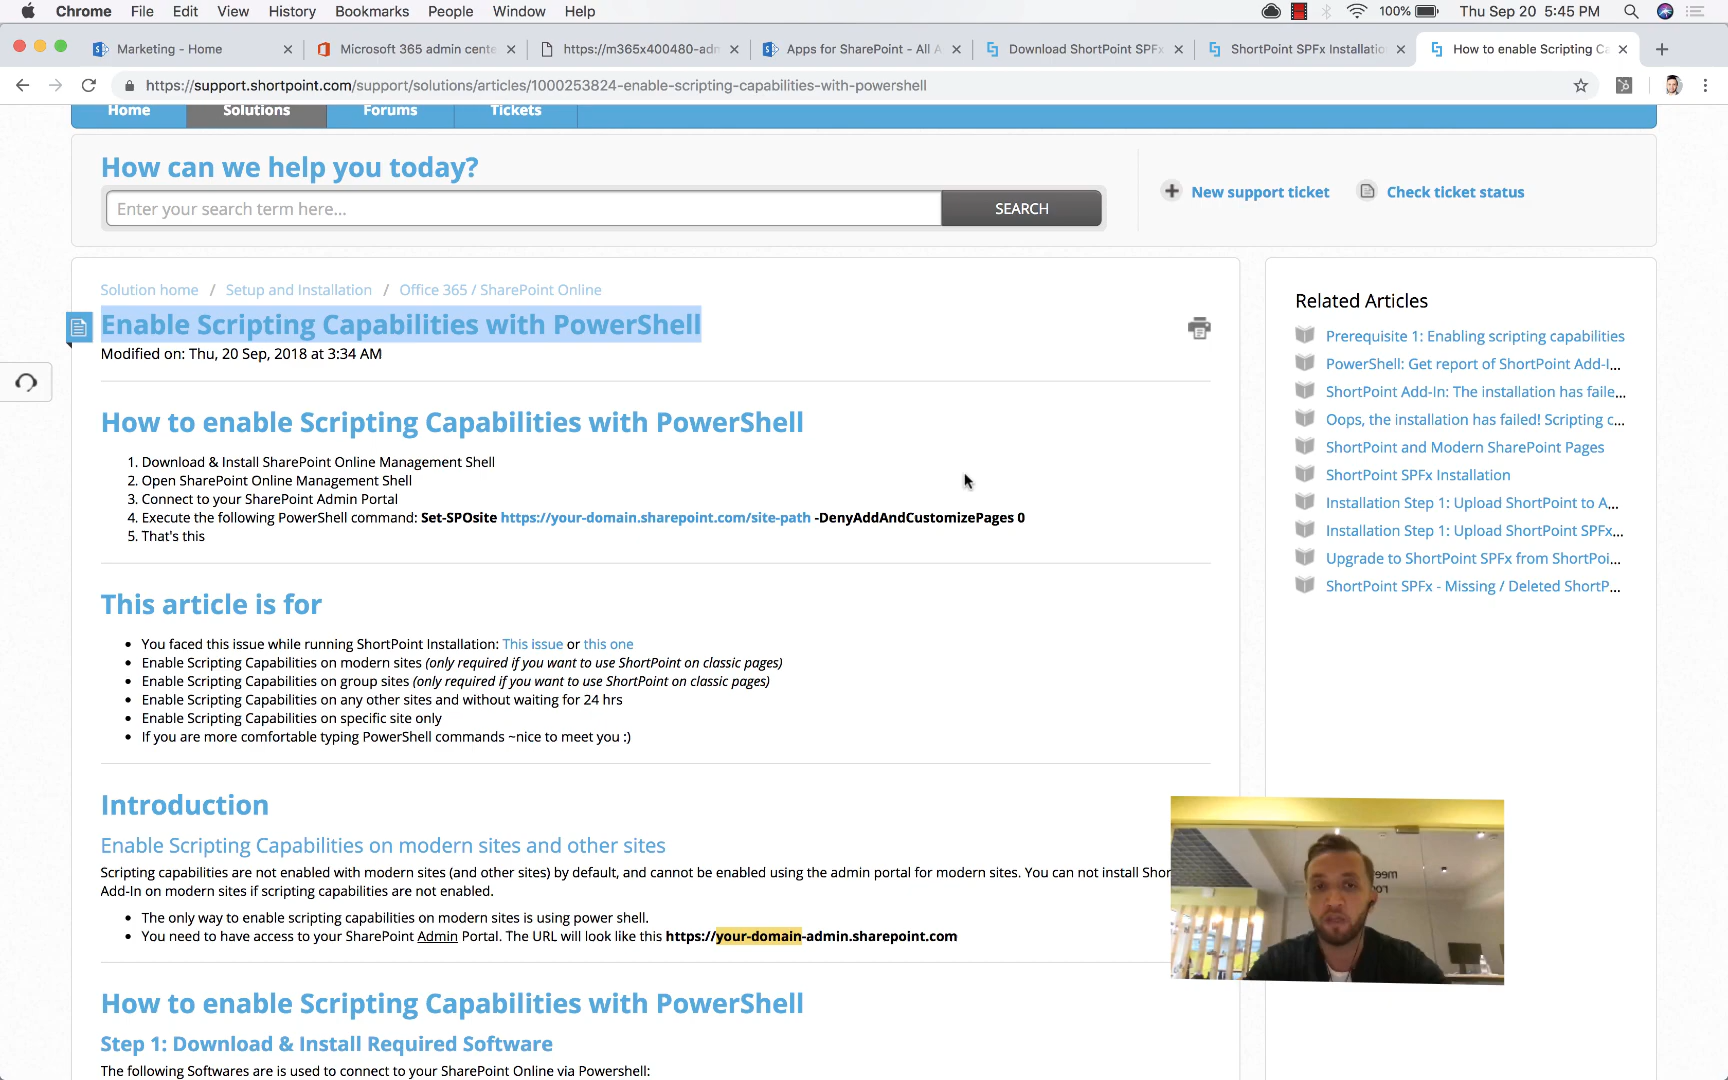 Chrome File Edit View History Bookmarks People Window Help 100% Thu Sep 20 5:45 PM
Marketing - Home Microsoft 365 admin cente https://m365x400480-adm Apps for SharePoint - All A Download ShortPoint SPFx ShortPoint SPFx Installatio How to enable Scripting Ca
https://support.shortpoint.com/support/solutions/articles/1000253824-enable-scripting-capabilities-with-powershell
Home Solutions Forums Tickets
How can we help you today?
Enter your search term here... SEARCH
New support ticket Check ticket status
Solution home / Setup and Installation / Office 365 / SharePoint Online
Enable Scripting Capabilities with PowerShell
Modified on: Thu, 20 Sep, 2018 at 3:34 AM
How to enable Scripting Capabilities with PowerShell
1. Download & Install SharePoint Online Management Shell
2. Open SharePoint Online Management Shell
3. Connect to your SharePoint Admin Portal
4. Execute the following PowerShell command: Set-SPOsite https://your-domain.sharepoint.com/site-path -DenyAddAndCustomizePages 0
5. That's this
This article is for
• You faced this issue while running ShortPoint Installation: This issue or this one
• Enable Scripting Capabilities on modern sites (only required if you want to use ShortPoint on classic pages)
• Enable Scripting Capabilities on group sites (only required if you want to use ShortPoint on classic pages)
• Enable Scripting Capabilities on any other sites and without waiting for 24 hrs
• Enable Scripting Capabilities on specific site only
• If you are more comfortable typing PowerShell commands ~nice to meet you :)
Introduction
Enable Scripting Capabilities on modern sites and other sites
Scripting capabilities are not enabled with modern sites (and other sites) by default, and cannot be enabled using the admin portal for modern sites. You can not install Shor
Add-In on modern sites if scripting capabilities are not enabled.
• The only way to enable scripting capabilities on modern sites is using power shell.
• You need to have access to your SharePoint Admin Portal. The URL will look like this https://your-domain-admin.sharepoint.com
How to enable Scripting Capabilities with PowerShell
Step 1: Download & Install Required Software
The following Softwares are is used to connect to your SharePoint Online via Powershell:
Related Articles
Prerequisite 1: Enabling scripting capabilities
PowerShell: Get report of ShortPoint Add-I...
ShortPoint Add-In: The installation has faile...
Oops, the installation has failed! Scripting c...
ShortPoint and Modern SharePoint Pages
ShortPoint SPFx Installation
Installation Step 1: Upload ShortPoint to A...
Installation Step 1: Upload ShortPoint SPFx...
Upgrade to ShortPoint SPFx from ShortPoi...
ShortPoint SPFx - Missing / Deleted ShortP...